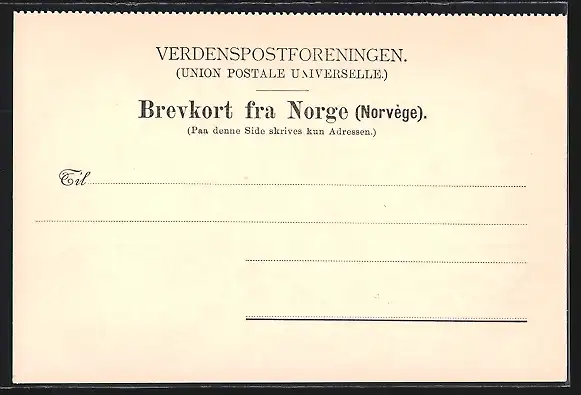 VERDENSPOSTFORENINGEN.
(UNION POSTALE UNIVERSELLE.)
Brevkort fra Norge (Norvège).
(Paa denne Side skrives kun Adressen.)
Til